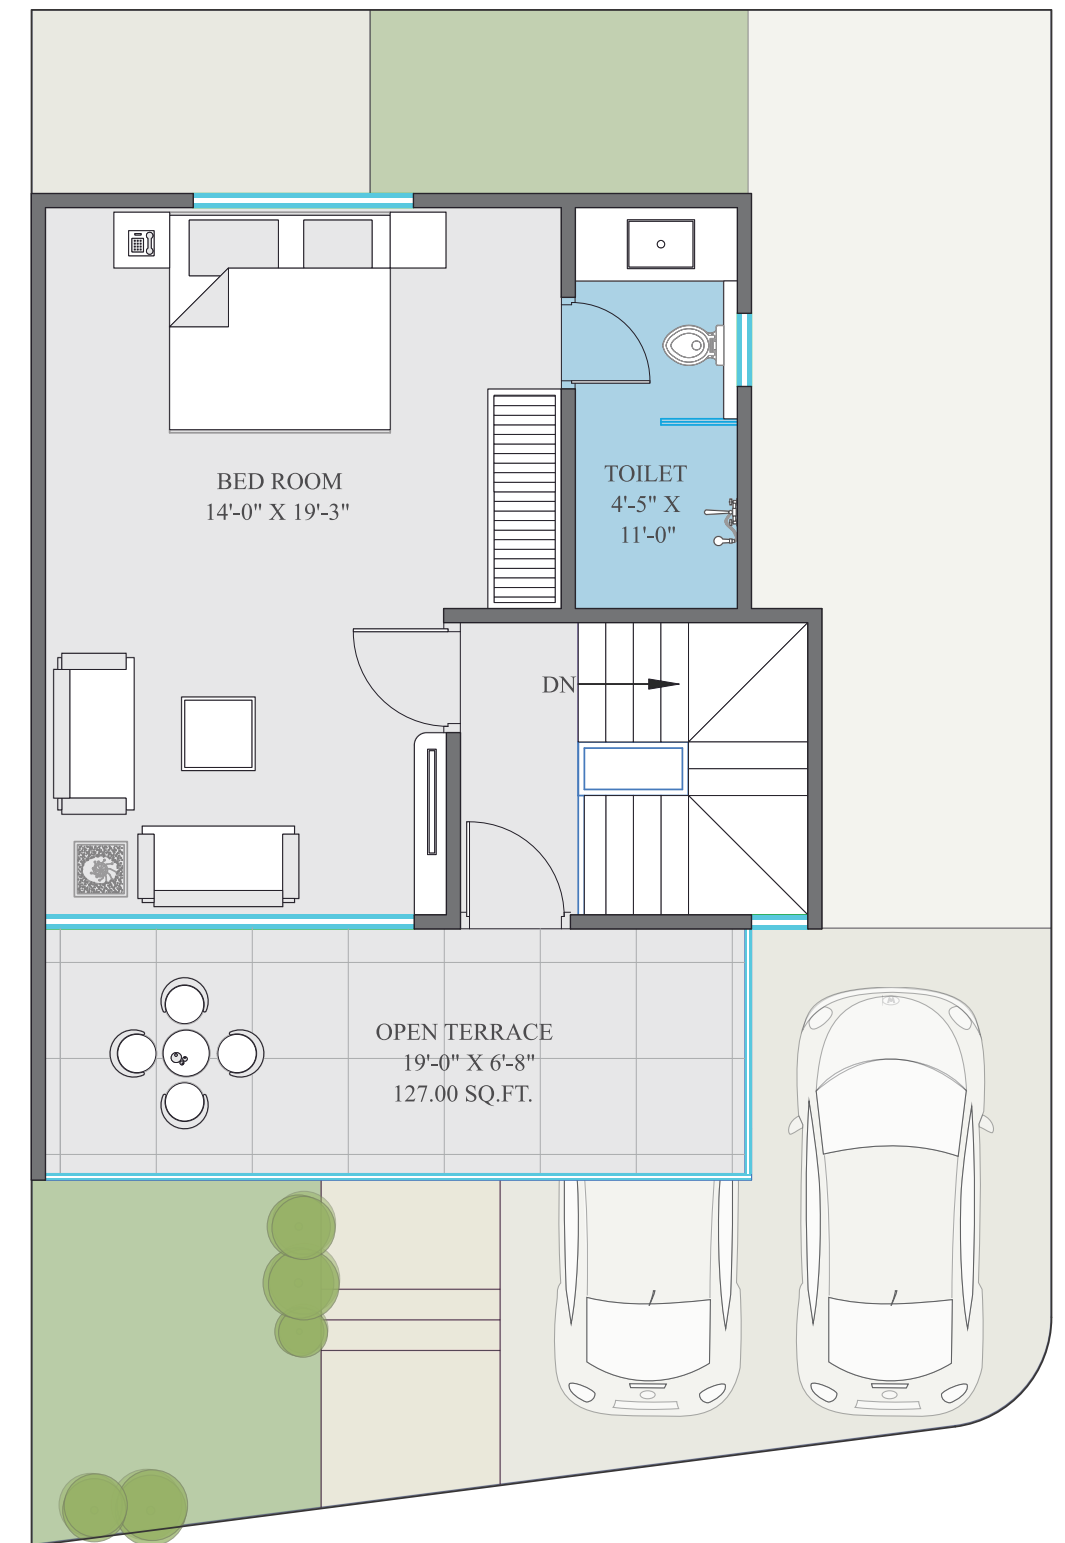 BED ROOM
14'-0" X 19'-3"
TOILET
4'-5" X
11'-0"
DN
OPEN TERRACE
19'-0" X 6'-8"
127.00 SQ.FT.